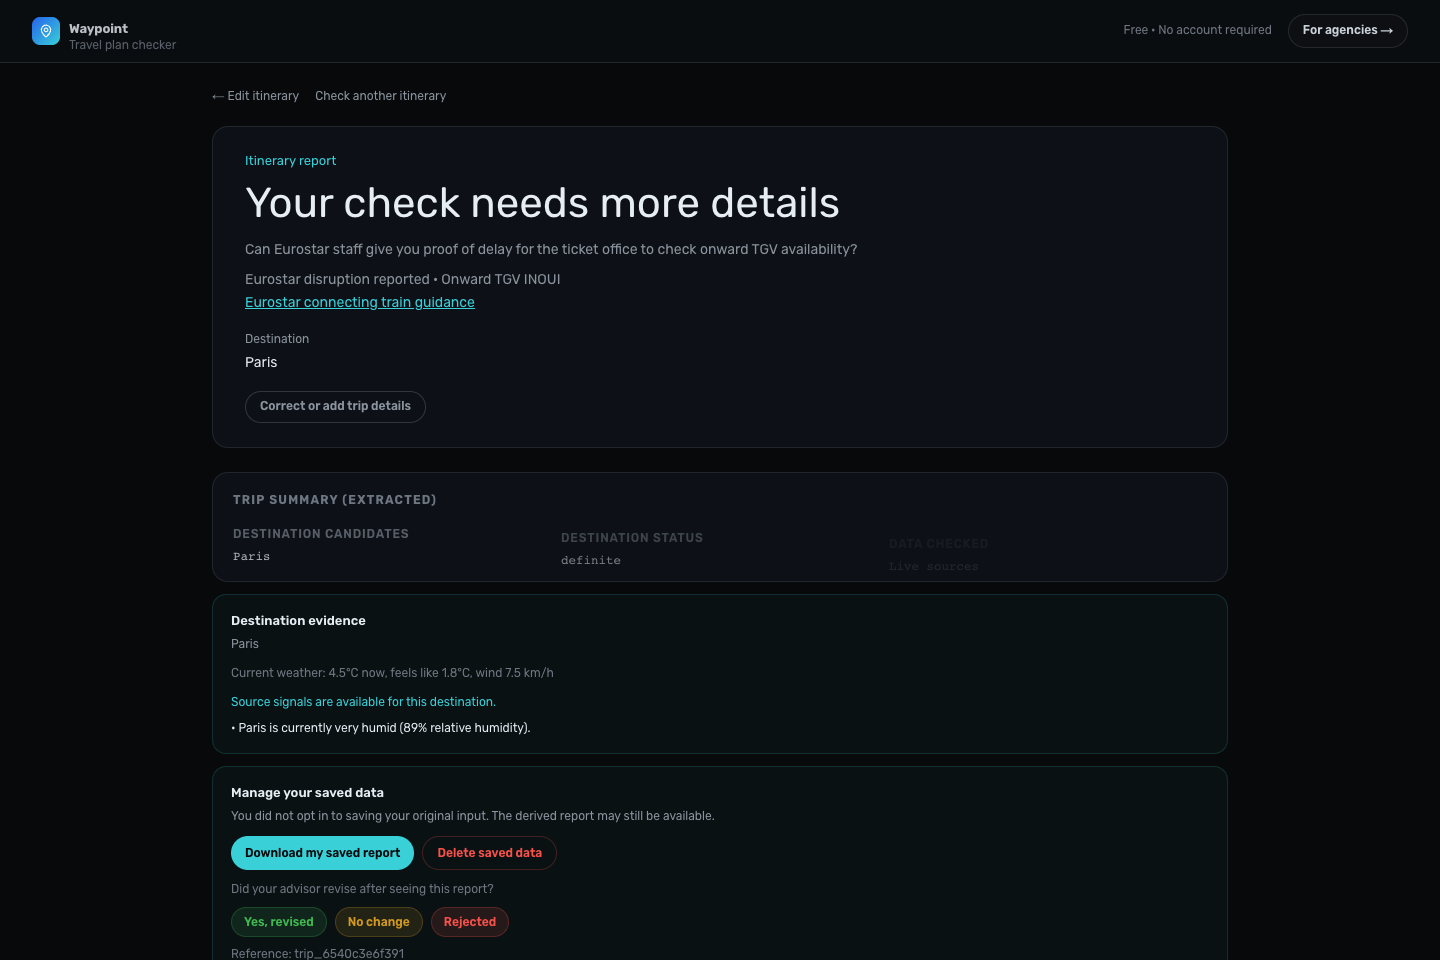 Waypoint
Travel plan checker
Free • No account required
For agencies →
← Edit itinerary
Check another itinerary
Itinerary report
Your check needs more details
Can Eurostar staff give you proof of delay for the ticket office to check onward TGV availability?
Eurostar disruption reported • Onward TGV INOUI
Eurostar connecting train guidance
Destination
Paris
Correct or add trip details
TRIP SUMMARY (EXTRACTED)
DESTINATION CANDIDATES
Paris
DESTINATION STATUS
definite
DATA CHECKED
Live sources
Destination evidence
Paris
Current weather: 4.5°C now, feels like 1.8°C, wind 7.5 km/h
Source signals are available for this destination.
• Paris is currently very humid (89% relative humidity).
Manage your saved data
You did not opt in to saving your original input. The derived report may still be available.
Download my saved report
Delete saved data
Did your advisor revise after seeing this report?
Yes, revised
No change
Rejected
Reference: trip_6540c3e6f391